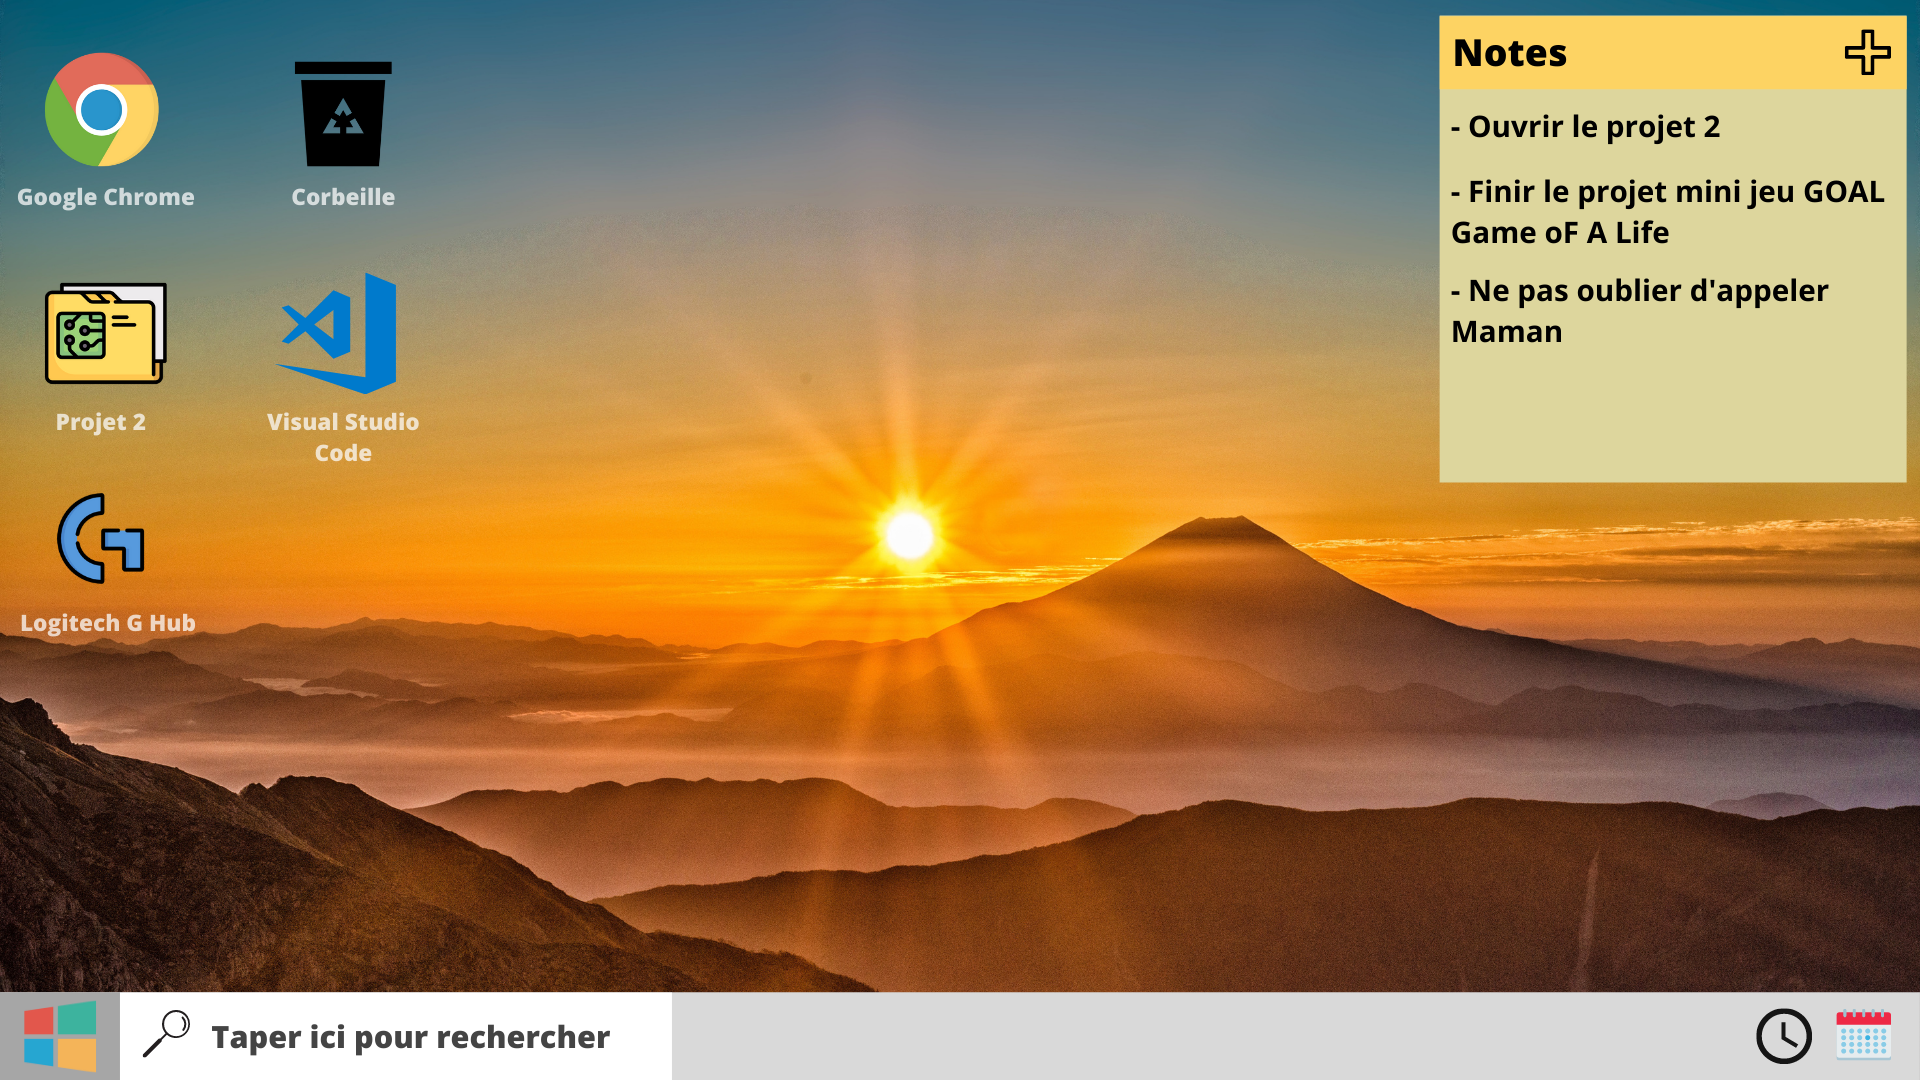 Google Chrome
Corbeille
Projet 2
Visual Studio
Code
Logitech G Hub
Notes
- Ouvrir le projet 2
- Finir le projet mini jeu GOAL
Game oF A Life
- Ne pas oublier d'appeler
Maman
Taper ici pour rechercher